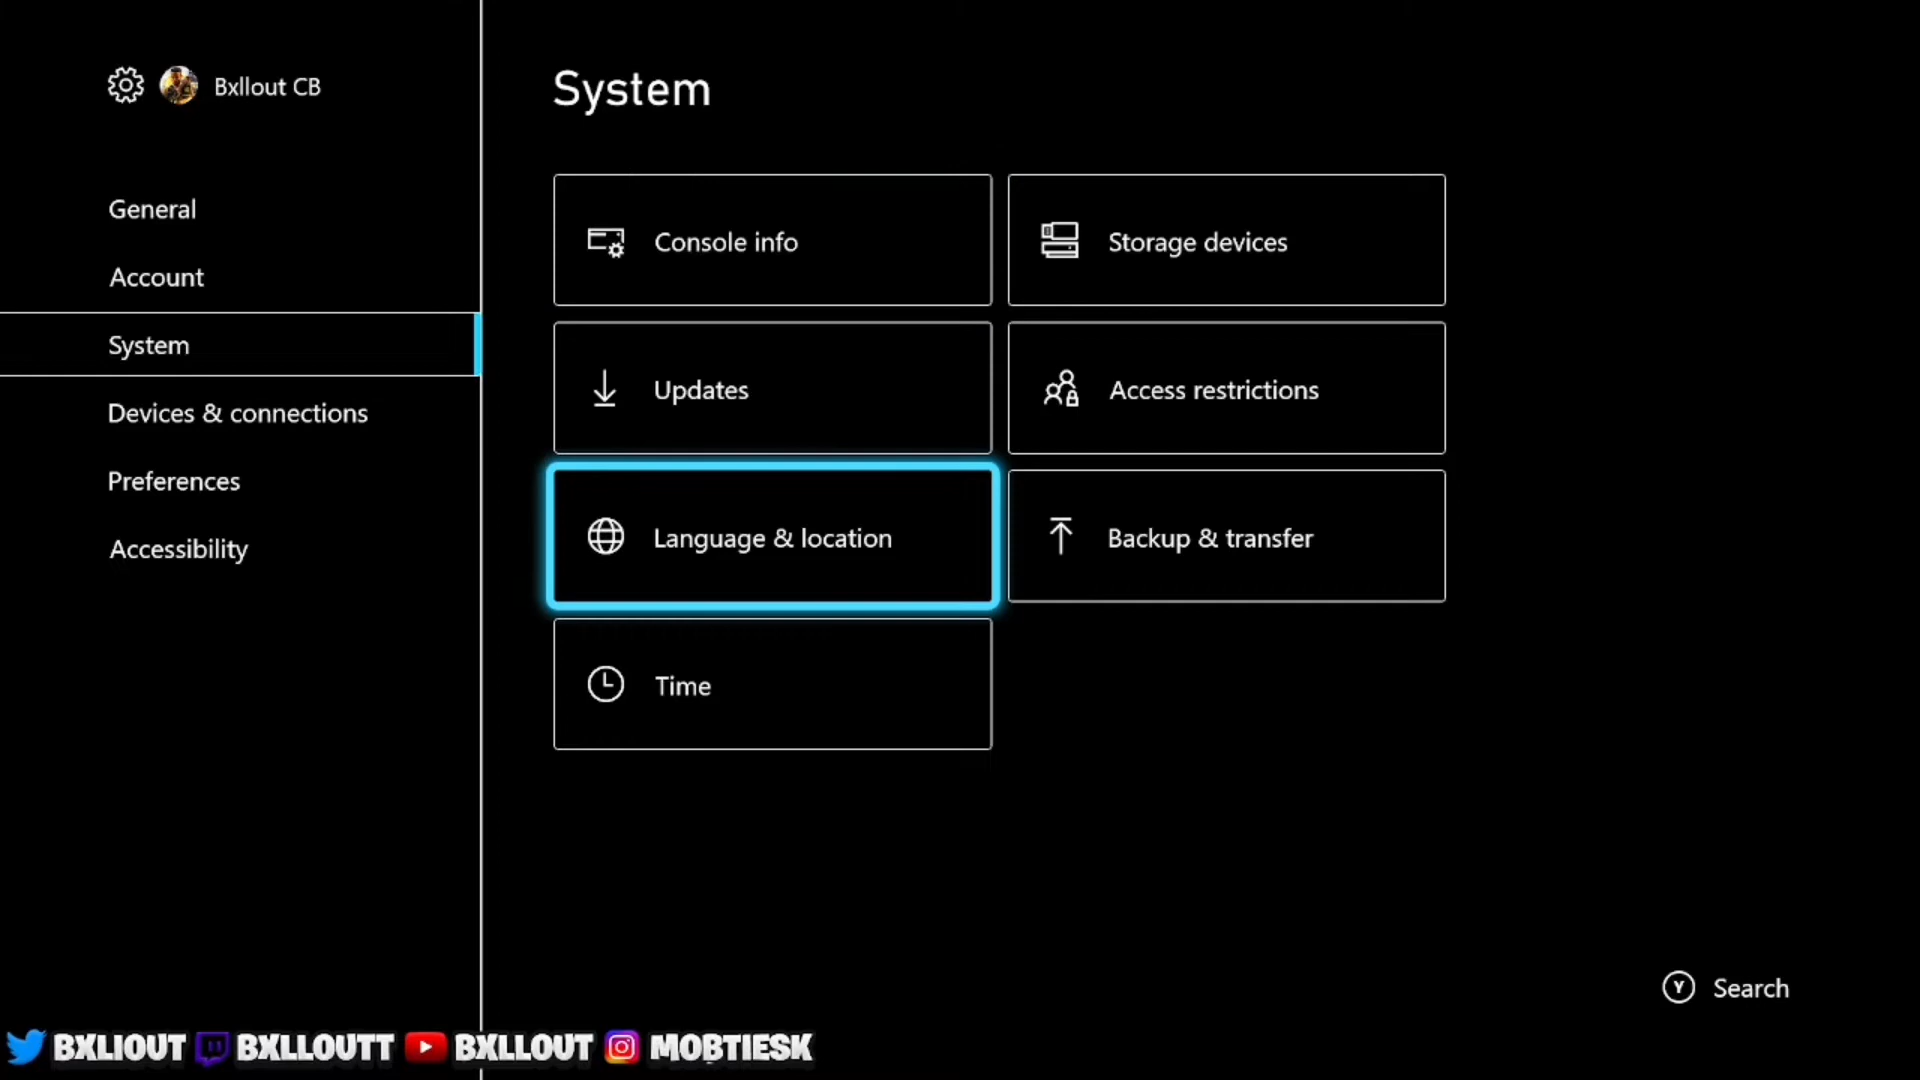 Bxllout CB
General
Account
System
Devices & connections
Preferences
Accessibility
System
Console info
Storage devices
Updates
Access restrictions
Language & location
Backup & transfer
Time
Y Search
BXLIOUT BXLLOUTT BXLLOUT MOBTIESK